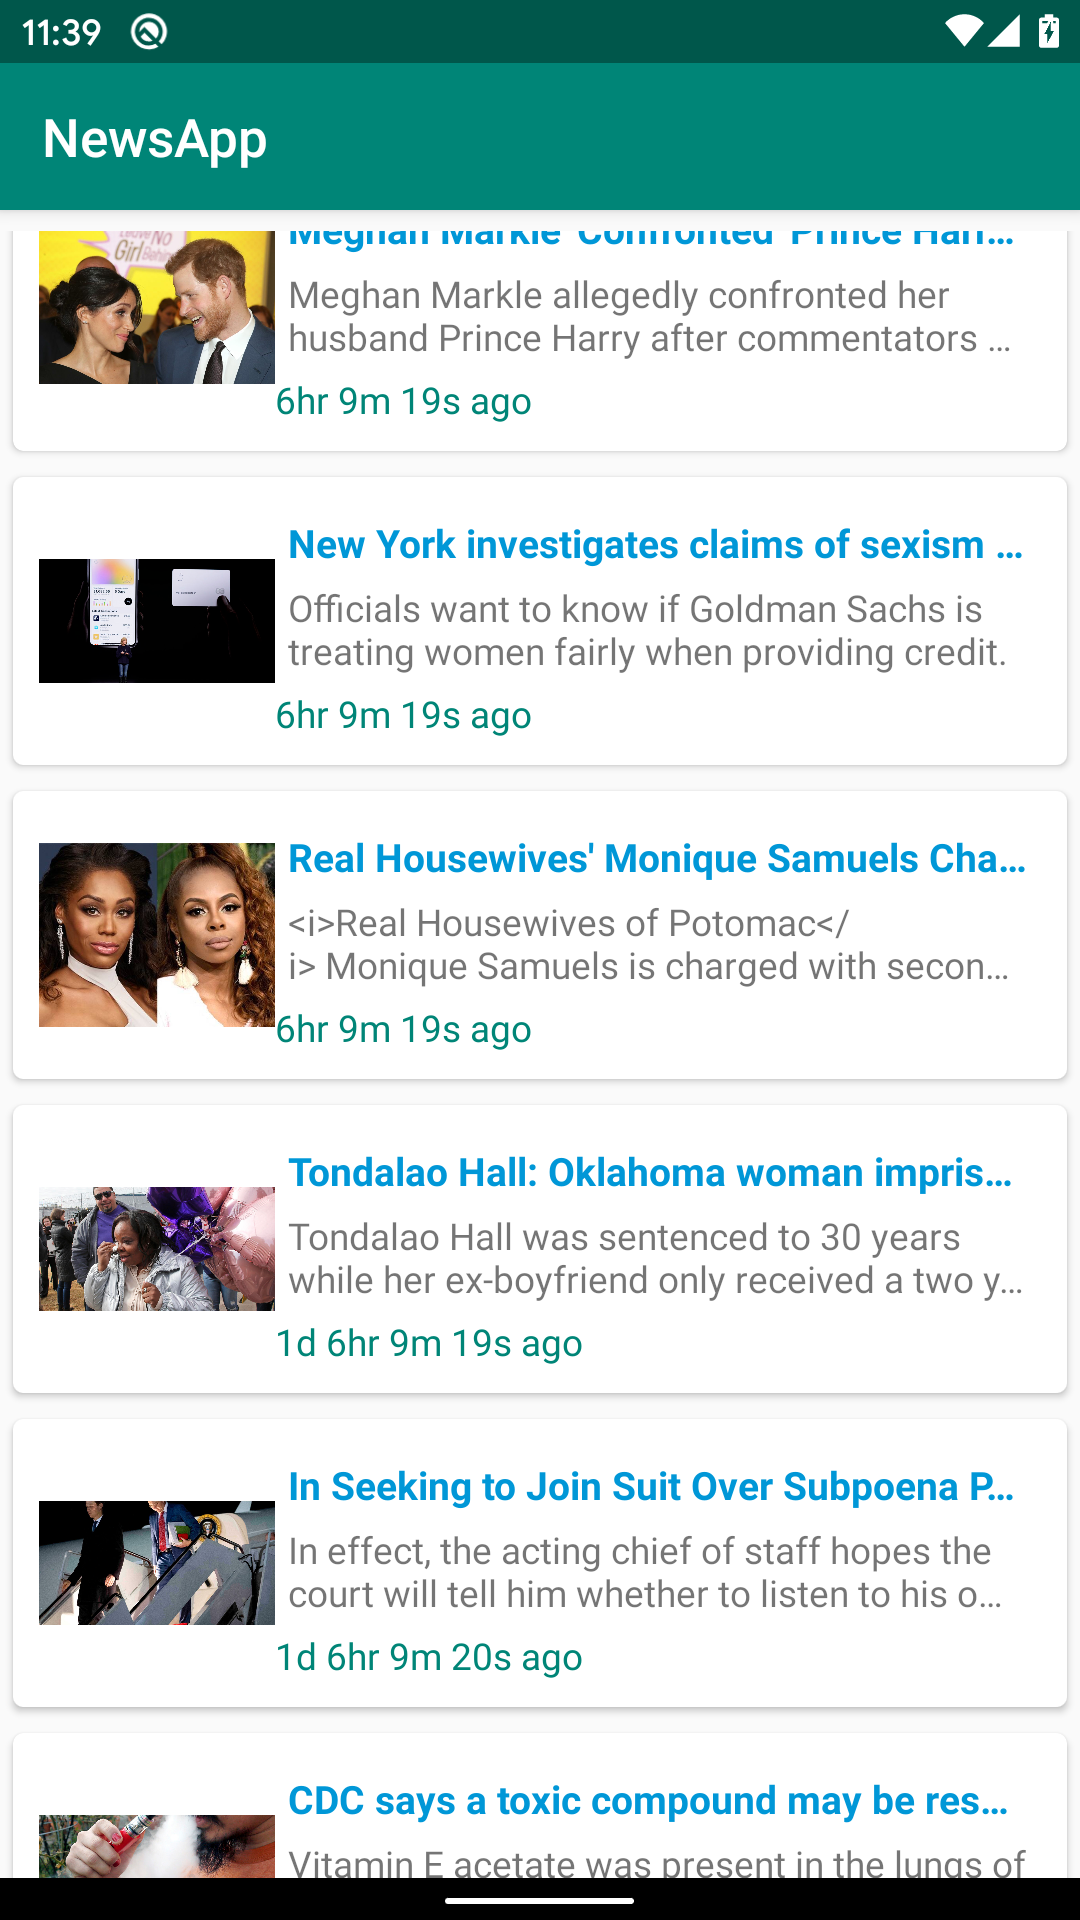 11:39
NewsApp
Leave No
Girl Behind
Meghan Markle 'Confronted' Prince Harr...
Meghan Markle allegedly confronted her
husband Prince Harry after commentators ...
6hr 9m 19s ago
New York investigates claims of sexism ...
Officials want to know if Goldman Sachs is
treating women fairly when providing credit.
6hr 9m 19s ago
Real Housewives' Monique Samuels Cha...
<i>Real Housewives of Potomac</
i> Monique Samuels is charged with secon...
6hr 9m 19s ago
Tondalao Hall: Oklahoma woman impris...
Tondalao Hall was sentenced to 30 years
while her ex-boyfriend only received a two y...
1d 6hr 9m 19s ago
In Seeking to Join Suit Over Subpoena P...
In effect, the acting chief of staff hopes the
court will tell him whether to listen to his o...
1d 6hr 9m 20s ago
CDC says a toxic compound may be res...
Vitamin E acetate was present in the lungs of